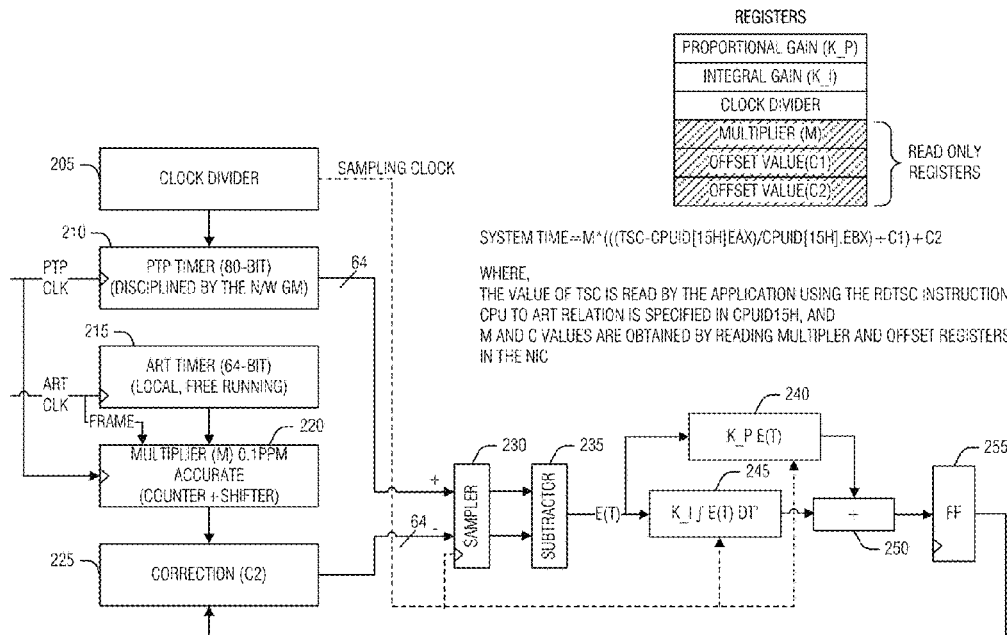 REGISTERS
PROPORTIONAL GAIN (K_P)
INTEGRAL GAIN (K_I)
CLOCK DIVIDER
MULTIPLIER (M)
OFFSET VALUE(C1)
OFFSET VALUE(C2)
READ ONLY
REGISTERS
205
CLOCK DIVIDER
SAMPLING CLOCK
210
PTP
CLK
PTP TIMER (80-BIT)
(DISCIPLINED BY THE N/W GM)
64
215
ART
CLK
ART TIMER (64-BIT)
(LOCAL, FREE RUNNING)
FRAME
220
MULTIPLIER (M) 0.1PPM
ACCURATE
(COUNTER + SHIFTER)
225
CORRECTION (C2)
64
SYSTEM TIME=M*(((TSC-CPUID[15H]EAX)/CPUID[15H].EBX)+C1)+C2
WHERE,
THE VALUE OF TSC IS READ BY THE APPLICATION USING THE RDTSC INSTRUCTION
CPU TO ART RELATION IS SPECIFIED IN CPUID15H, AND
M AND C VALUES ARE OBTAINED BY READING MULTIPLER AND OFFSET REGISTERS
IN THE NIC
+
-
230
SAMPLER
235
SUBTRACTOR
E(T)
240
K_P E(T)
245
K_I ∫ E(T) DT'
+
250
255
FF